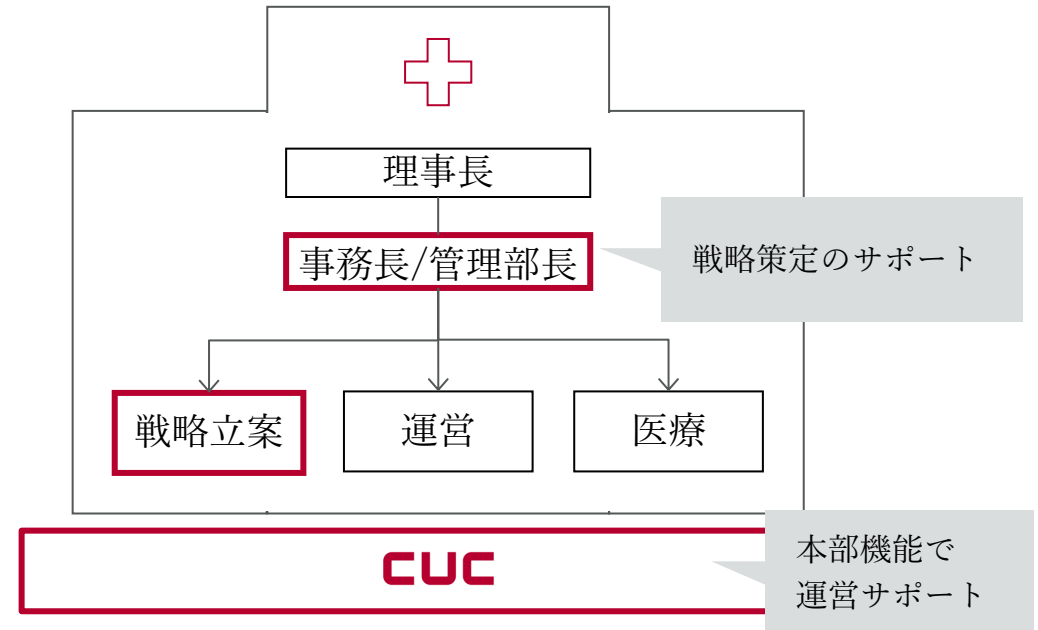 理事長
事務長/管理部長
戦略策定のサポート
戦略立案
運営
医療
CUC
本部機能で
運営サポート